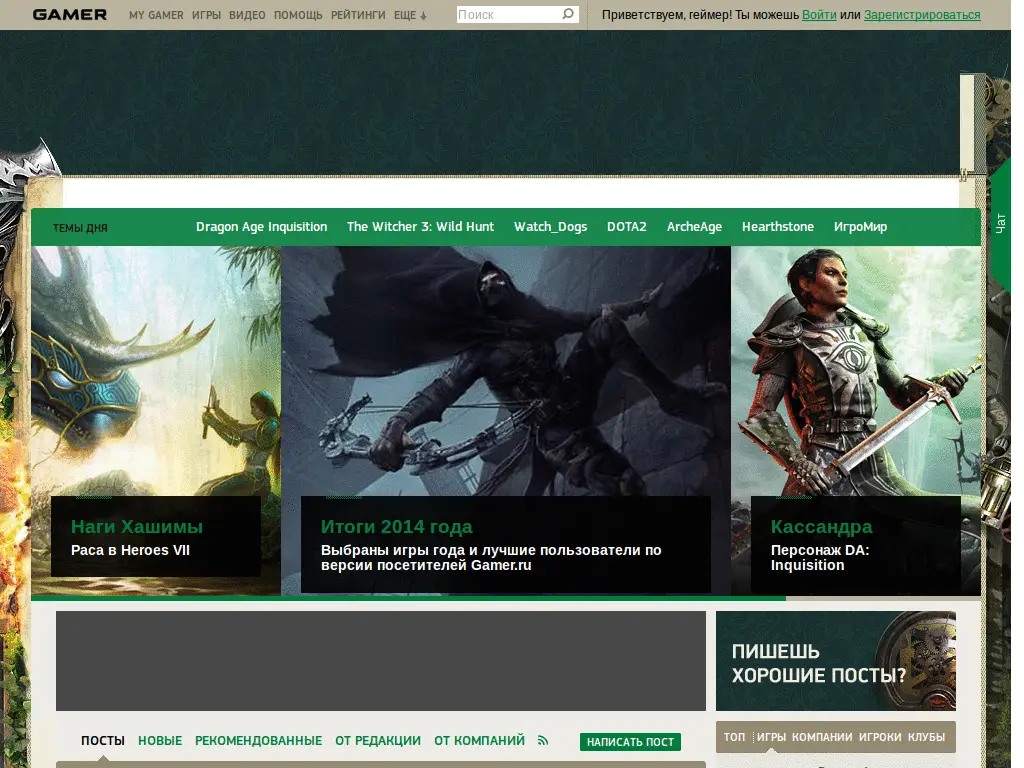 GAMER MY GAMER ИГРЫ ВИДЕО ПОМОЩЬ РЕЙТИНГИ ЕЩЕ Поиск Приветствуем, геймер! Ты можешь Войти или Зарегистрироваться
Чат
ТЕМЫ ДНЯ Dragon Age Inquisition The Witcher 3: Wild Hunt Watch_Dogs DOTA2 ArcheAge Hearthstone ИгроМир
Наги Хашимы
Раса в Heroes VII
Итоги 2014 года
Выбраны игры года и лучшие пользователи по
версии посетителей Gamer.ru
Кассандра
Персонаж DA:
Inquisition
ПИШЕШЬ
ХОРОШИЕ ПОСТЫ?
ПОСТЫ НОВЫЕ РЕКОМЕНДОВАННЫЕ ОТ РЕДАКЦИИ ОТ КОМПАНИЙ НАПИСАТЬ ПОСТ
ТОП ИГРЫ КОМПАНИИ ИГРОКИ КЛУБЫ